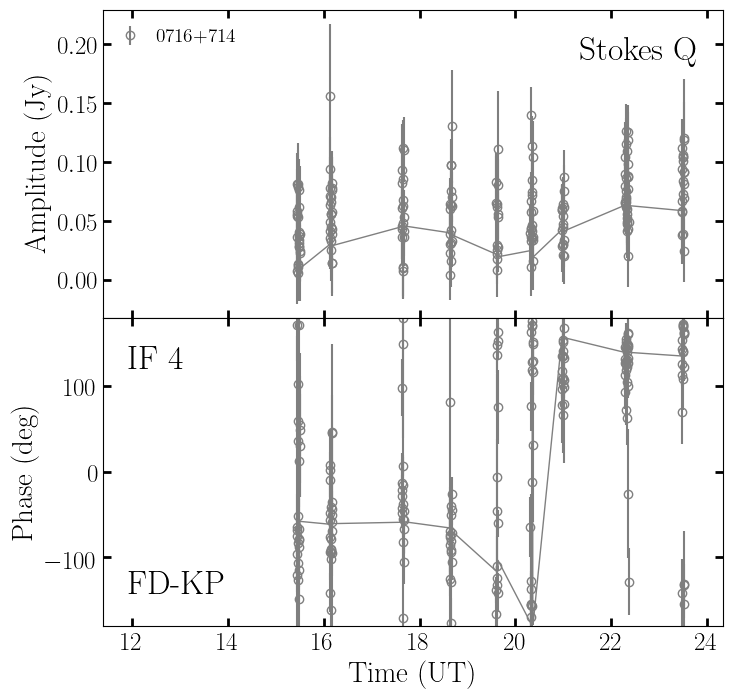 0716+714
Stokes Q
0.20
0.15
0.10
0.05
0.00
Amplitude (Jy)
IF 4
100
0
−100
Phase (deg)
FD-KP
12 14 16 18 20 22 24
Time (UT)